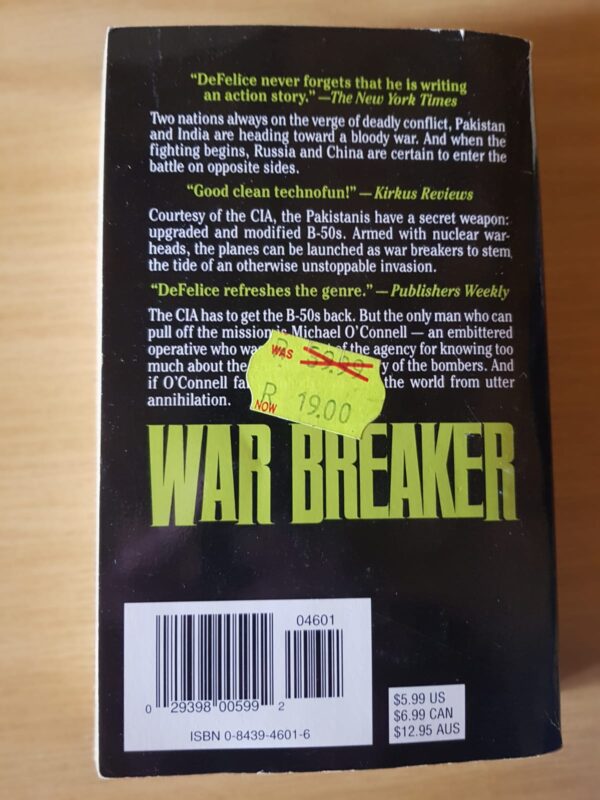 “DeFelice never forgets that he is writing
an action story.” —The New York Times
Two nations always on the verge of deadly conflict, Pakistan
and India are heading toward a bloody war. And when the
fighting begins, Russia and China are certain to enter the
battle on opposite sides.
“Good clean technofun!” — Kirkus Reviews
Courtesy of the CIA, the Pakistanis have a secret weapon:
upgraded and modified B-50s. Armed with nuclear war-
heads, the planes can be launched as war breakers to stem
the tide of an otherwise unstoppable invasion.
“DeFelice refreshes the genre.” — Publishers Weekly
The CIA has to get the B-50s back. But the only man who can
pull off the mission is Michael O’Connell — an embittered
operative who was of the agency for knowing too
much about the y of the bombers. And
if O’Connell fa the world from utter
annihilation.
WAS R 59.99
NOW R 19.00
WAR BREAKER
04601
0 29398 00599 2
ISBN 0-8439-4601-6
$5.99 US
$6.99 CAN
$12.95 AUS